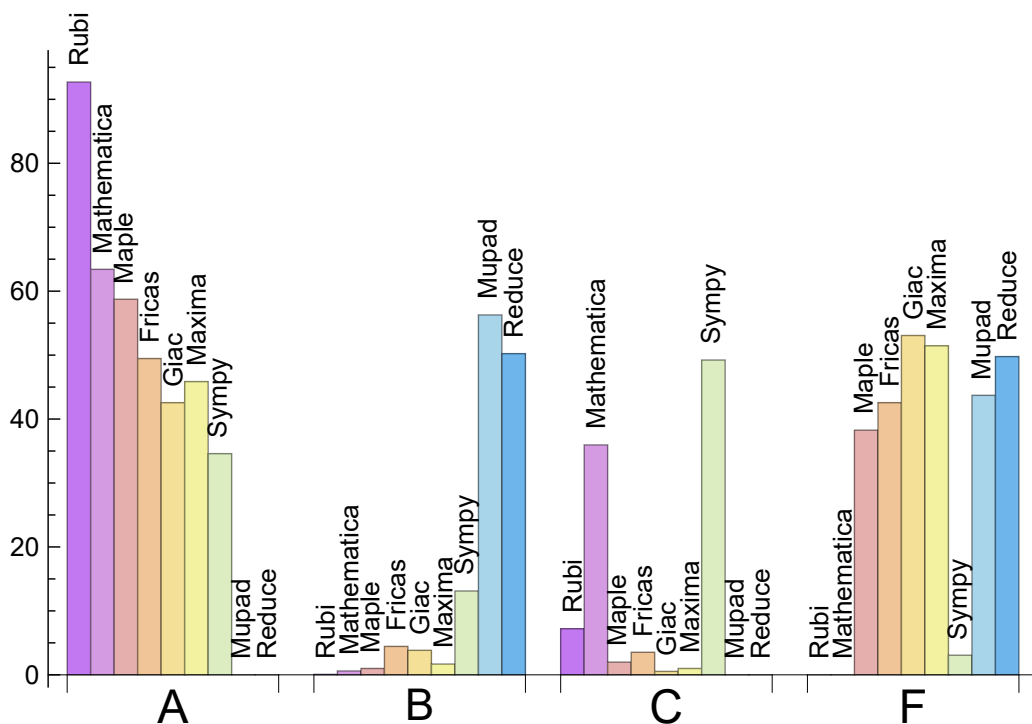 80
60
40
20
0
Rubi
Mathematica
Maple
Fricas
Giac
Maxima
Sympy
Mupad
Reduce
A
Rubi
Mathematica
Maple
Fricas
Giac
Maxima
Sympy
Mupad
Reduce
B
Rubi
Mathematica
Maple
Fricas
Giac
Maxima
Sympy
Mupad
Reduce
C
Rubi
Mathematica
Maple
Fricas
Giac
Maxima
Sympy
Mupad
Reduce
F